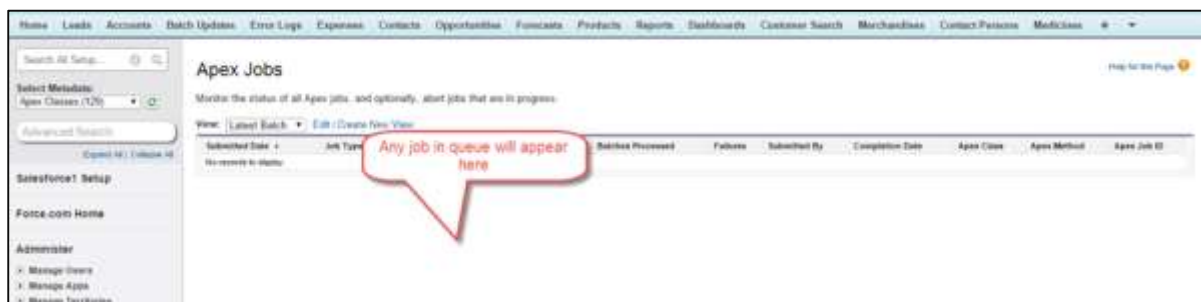 Home Leads Accounts Batch Updates Error Logs Expenses Contacts Opportunities Forecasts Products Reports Dashboards Customer Search Merchandises Contact Persons Medicines +
Search All Setup...
Select Metadata:
Apex Classes (129)
Advanced Search
Expand All | Collapse All
Salesforce1 Setup
Force.com Home
Administer
Manage Users
Manage Apps
Manage Territories
Apex Jobs
Help for this Page
Monitor the status of all Apex jobs, and optionally, abort jobs that are in progress.
View: Latest Batch Edit | Create New View
Submitted Date Job Type Batches Processed Failures Submitted By Completion Date Apex Class Apex Method Apex Job ID
No records to display.
Any job in queue will appear
here